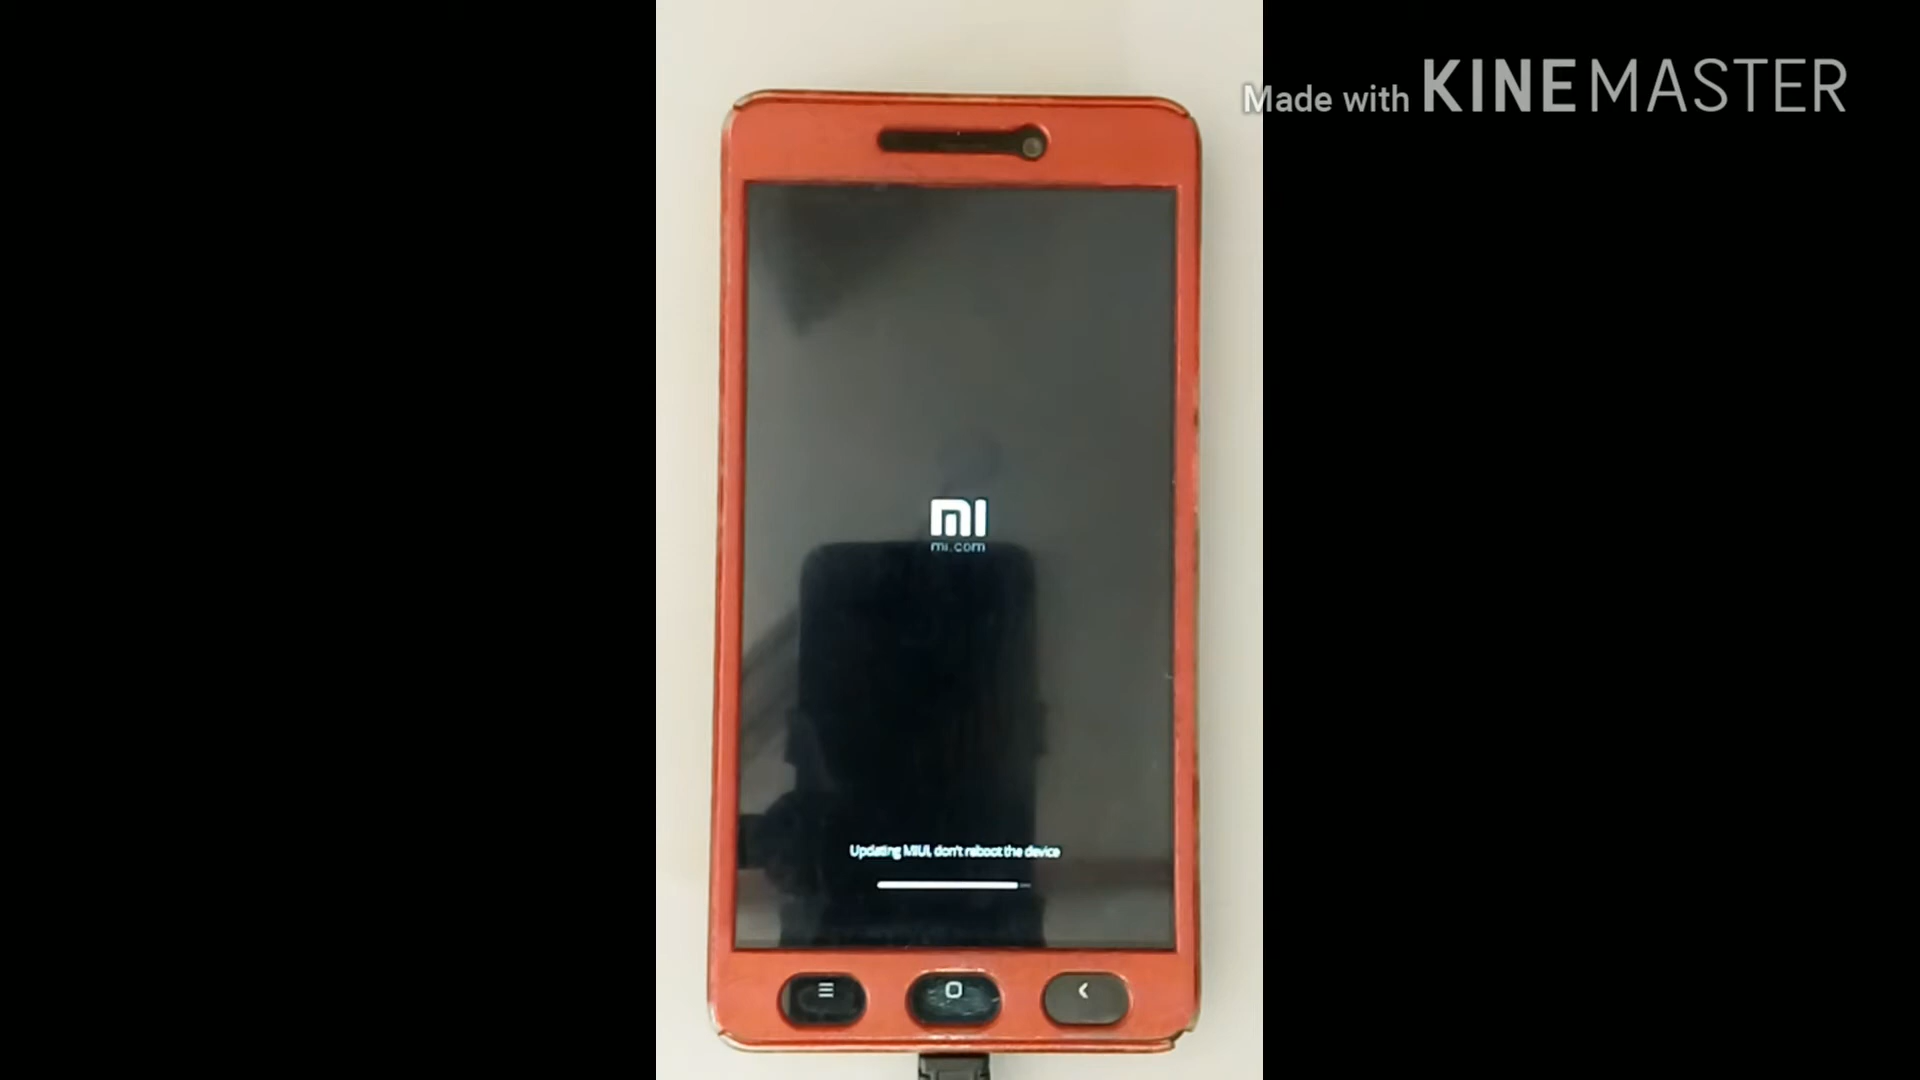 Made with KINEMASTER
mi
mi.com
Updating MIUI, don't reboot the device